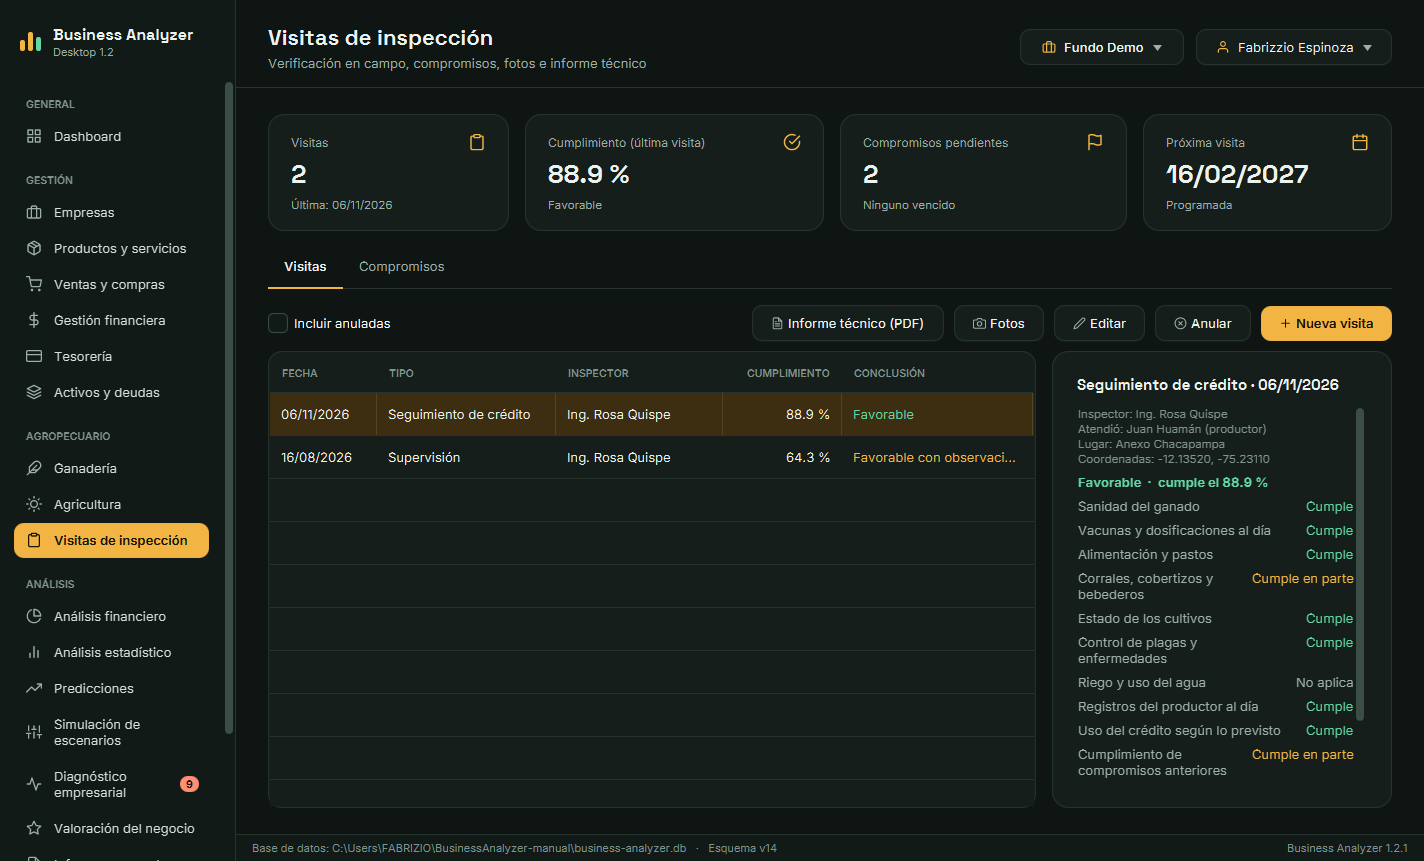 Business Analyzer
Desktop 1.2
GENERAL
Dashboard
GESTIÓN
Empresas
Productos y servicios
Ventas y compras
Gestión financiera
Tesorería
Activos y deudas
AGROPECUARIO
Ganadería
Agricultura
Visitas de inspección
ANÁLISIS
Análisis financiero
Análisis estadístico
Predicciones
Simulación de
escenarios
Diagnóstico
empresarial
9
Valoración del negocio
Visitas de inspección
Verificación en campo, compromisos, fotos e informe técnico
Fundo Demo
Fabrizzio Espinoza
Visitas
2
Última: 06/11/2026
Cumplimiento (última visita)
88.9 %
Favorable
Compromisos pendientes
2
Ninguno vencido
Próxima visita
16/02/2027
Programada
Visitas
Compromisos
Incluir anuladas
Informe técnico (PDF)
Fotos
Editar
Anular
+ Nueva visita
FECHA TIPO INSPECTOR CUMPLIMIENTO CONCLUSIÓN
06/11/2026 Seguimiento de crédito Ing. Rosa Quispe 88.9 % Favorable
16/08/2026 Supervisión Ing. Rosa Quispe 64.3 % Favorable con observaci...
Seguimiento de crédito · 06/11/2026
Inspector: Ing. Rosa Quispe
Atendió: Juan Huamán (productor)
Lugar: Anexo Chacapampa
Coordenadas: -12.13520, -75.23110
Favorable · cumple el 88.9 %
Sanidad del ganado Cumple
Vacunas y dosificaciones al día Cumple
Alimentación y pastos Cumple
Corrales, cobertizos y Cumple en parte
bebederos
Estado de los cultivos Cumple
Control de plagas y Cumple
enfermedades
Riego y uso del agua No aplica
Registros del productor al día Cumple
Uso del crédito según lo previsto Cumple
Cumplimiento de Cumple en parte
compromisos anteriores
Base de datos: C:\Users\FABRIZIO\BusinessAnalyzer-manual\business-analyzer.db · Esquema v14
Business Analyzer 1.2.1